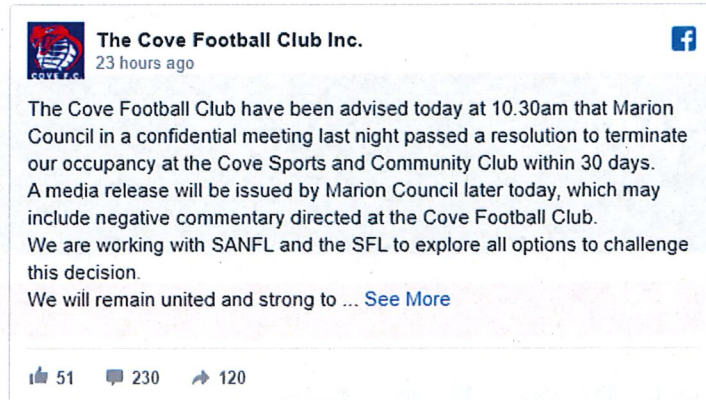 The Cove Football Club Inc.
23 hours ago
COVE F.C.
The Cove Football Club have been advised today at 10.30am that Marion
Council in a confidential meeting last night passed a resolution to terminate
our occupancy at the Cove Sports and Community Club within 30 days.
A media release will be issued by Marion Council later today, which may
include negative commentary directed at the Cove Football Club.
We are working with SANFL and the SFL to explore all options to challenge
this decision.
We will remain united and strong to ... See More
51 230 120